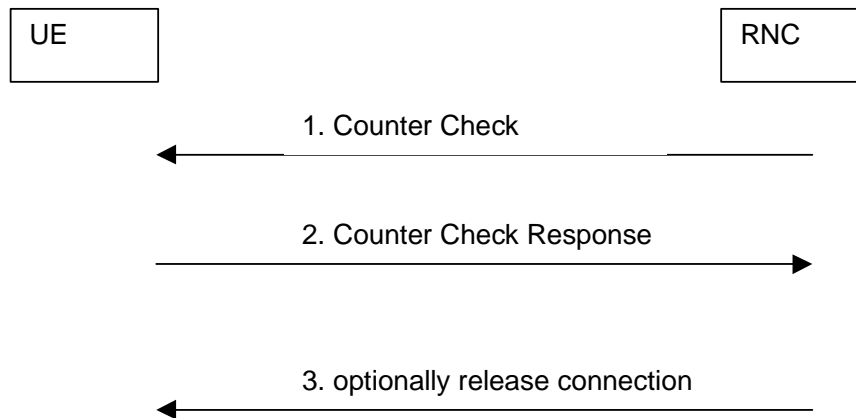 UE
RNC
1. Counter Check
2. Counter Check Response
3. optionally release connection